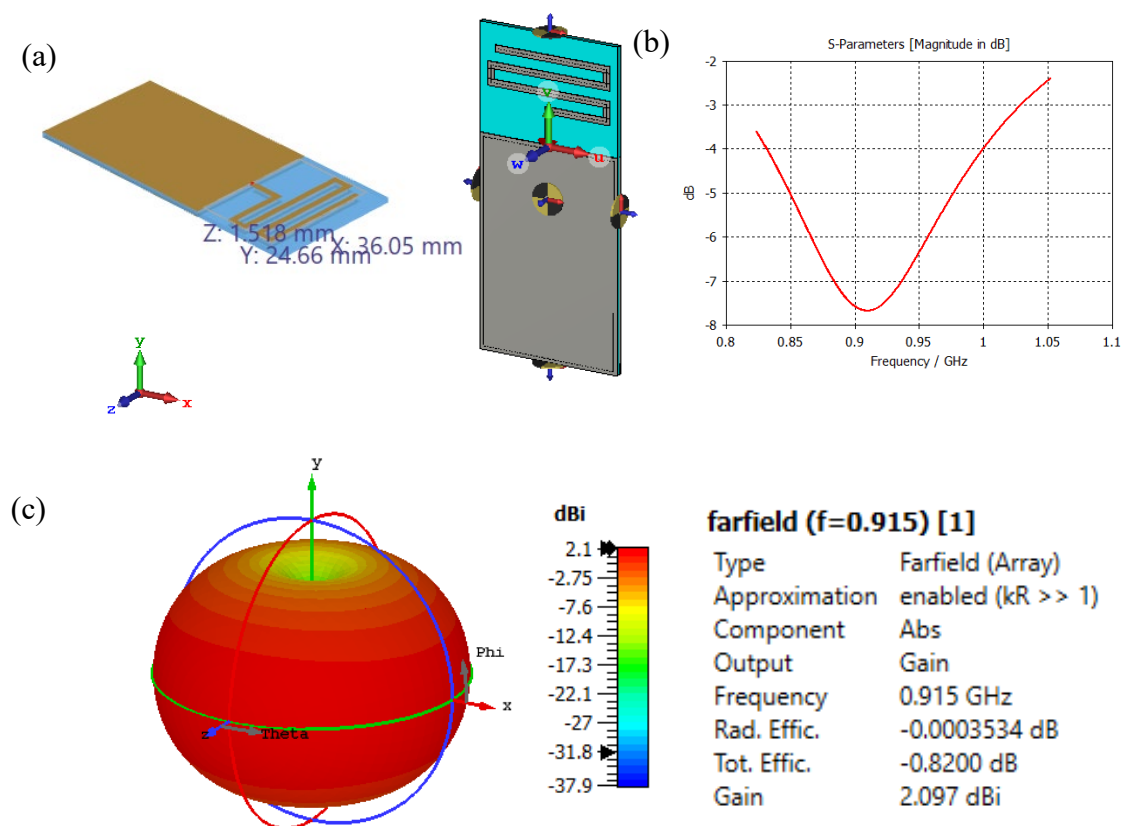 (a)
Z: 1.518 mm
X: 36.05 mm
Y: 24.66 mm
y
z
x
v
w
u
(b)
S-Parameters [Magnitude in dB]
-2
-3
-4
-5
-6
-7
-8
dB
0.8 0.85 0.9 0.95 1 1.05 1.1
Frequency / GHz
(c)
y
Phi
x
z
Theta
dBi
2.1
-2.75
-7.6
-12.4
-17.3
-22.1
-27
-31.8
-37.9
farfield (f=0.915) [1]
Type Farfield (Array)
Approximation enabled (kR >> 1)
Component Abs
Output Gain
Frequency 0.915 GHz
Rad. Effic. -0.0003534 dB
Tot. Effic. -0.8200 dB
Gain 2.097 dBi